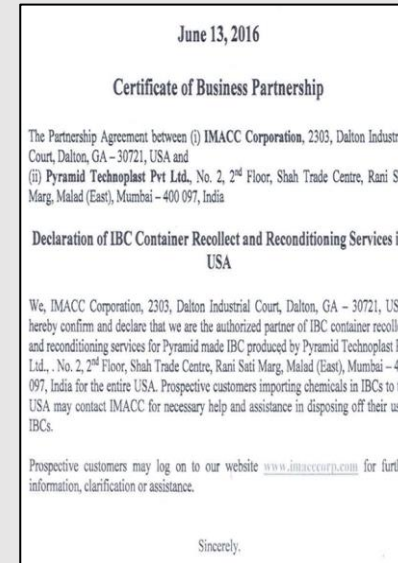 June 13, 2016
Certificate of Business Partnership
The Partnership Agreement between (i) IMACC Corporation, 2303, Dalton Industr
Court, Dalton, GA – 30721, USA and
(ii) Pyramid Technoplast Pvt Ltd., No. 2, 2nd Floor, Shah Trade Centre, Rani S
Marg, Malad (East), Mumbai – 400 097, India
Declaration of IBC Container Recollect and Reconditioning Services i
USA
We, IMACC Corporation, 2303, Dalton Industrial Court, Dalton, GA – 30721, US
hereby confirm and declare that we are the authorized partner of IBC container recolle
and reconditioning services for Pyramid made IBC produced by Pyramid Technoplast P
Ltd., . No. 2, 2nd Floor, Shah Trade Centre, Rani Sati Marg, Malad (East), Mumbai – 4
097, India for the entire USA. Prospective customers importing chemicals in IBCs to t
USA may contact IMACC for necessary help and assistance in disposing off their us
IBCs.
Prospective customers may log on to our website www.imacccorp.com for furth
information, clarification or assistance.
Sincerely.